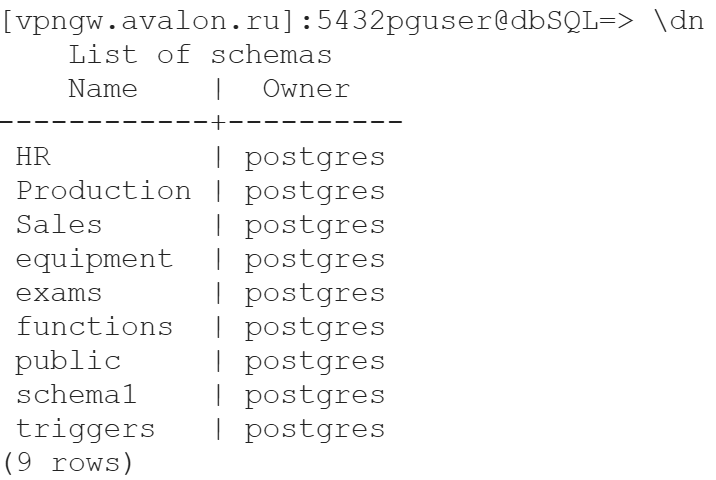 [vpngw.avalon.ru]:5432pguser@dbSQL=> \dn
    List of schemas
    Name    |  Owner
------------+----------
 HR         | postgres
 Production | postgres
 Sales      | postgres
 equipment  | postgres
 exams      | postgres
 functions  | postgres
 public     | postgres
 schema1    | postgres
 triggers   | postgres
(9 rows)